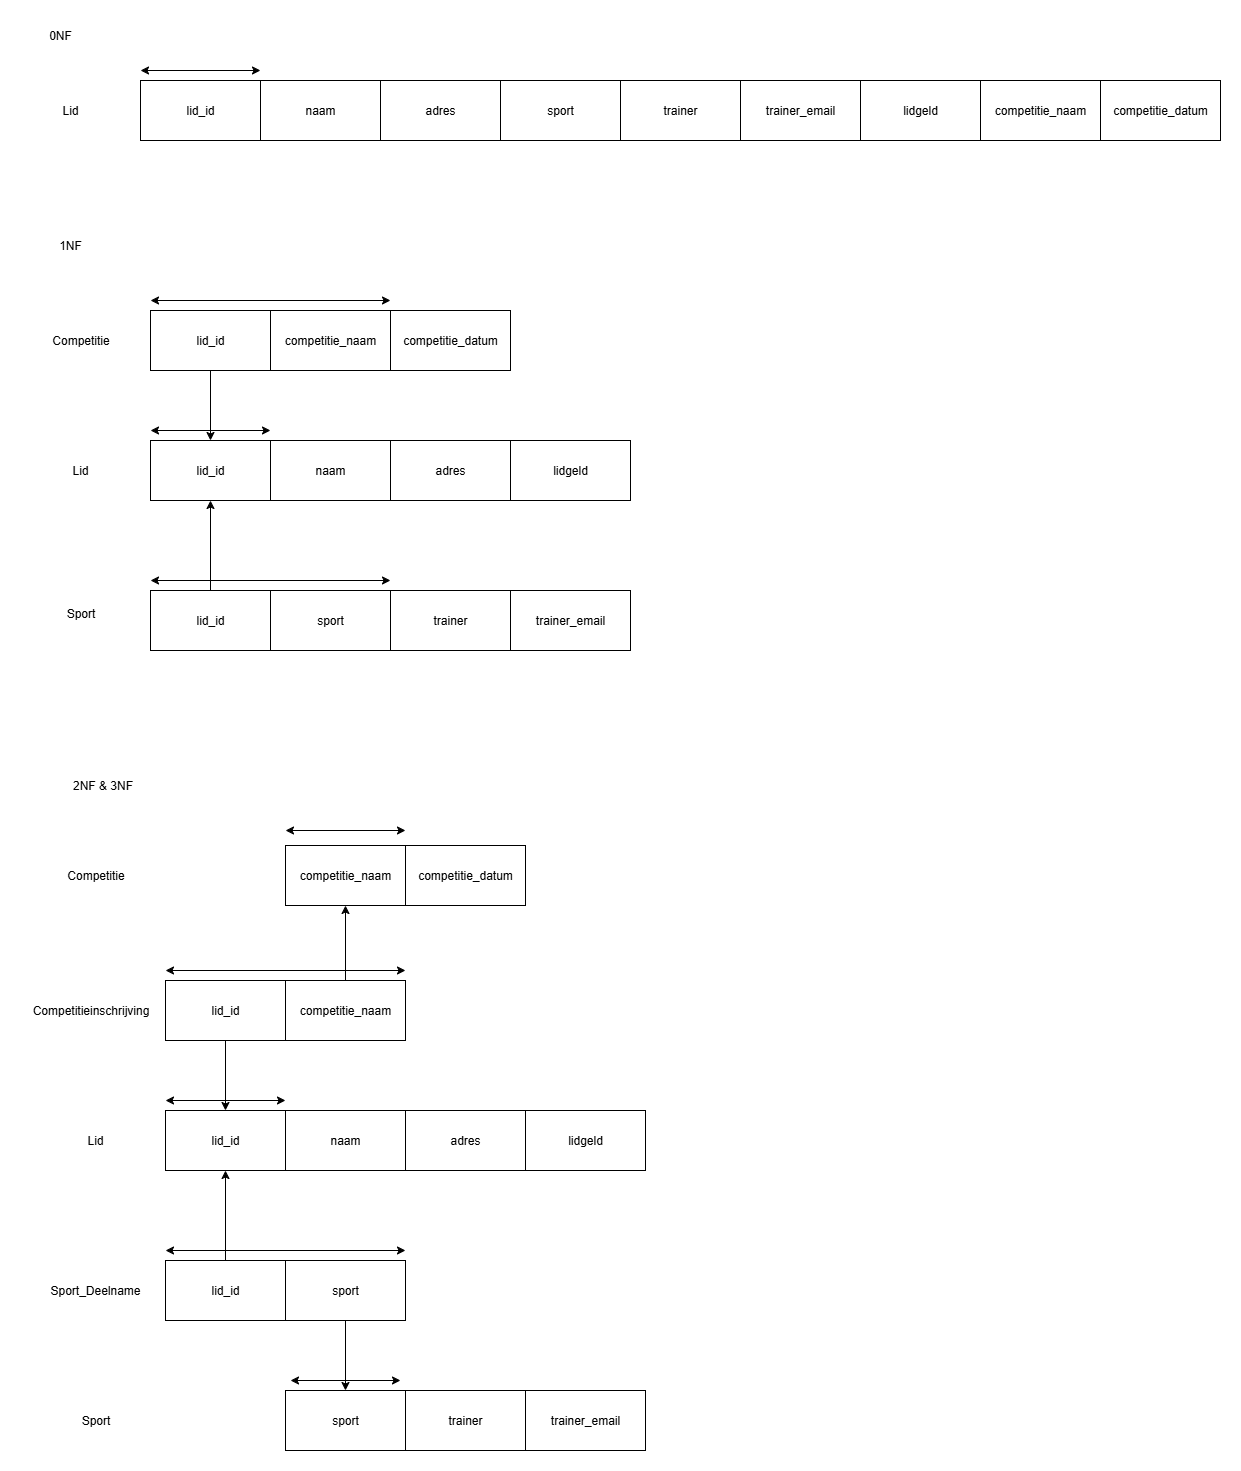 0NF
Lid
lid_id naam adres sport trainer trainer_email lidgeld competitie_naam competitie_datum
1NF
Competitie
lid_id competitie_naam competitie_datum
Lid
lid_id naam adres lidgeld
Sport
lid_id sport trainer trainer_email
2NF & 3NF
Competitie
competitie_naam competitie_datum
Competitieinschrijving
lid_id competitie_naam
Lid
lid_id naam adres lidgeld
Sport_Deelname
lid_id sport
Sport
sport trainer trainer_email